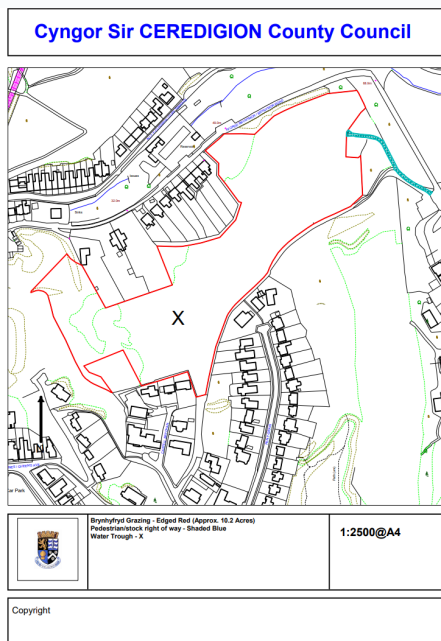 Cyngor Sir CEREDIGION County Council
X
Car Park
Brynhyfryd Grazing - Edged Red (Approx. 10.2 Acres)
Pedestrian/stock right of way - Shaded Blue
Water Trough - X
1:2500@A4
Copyright